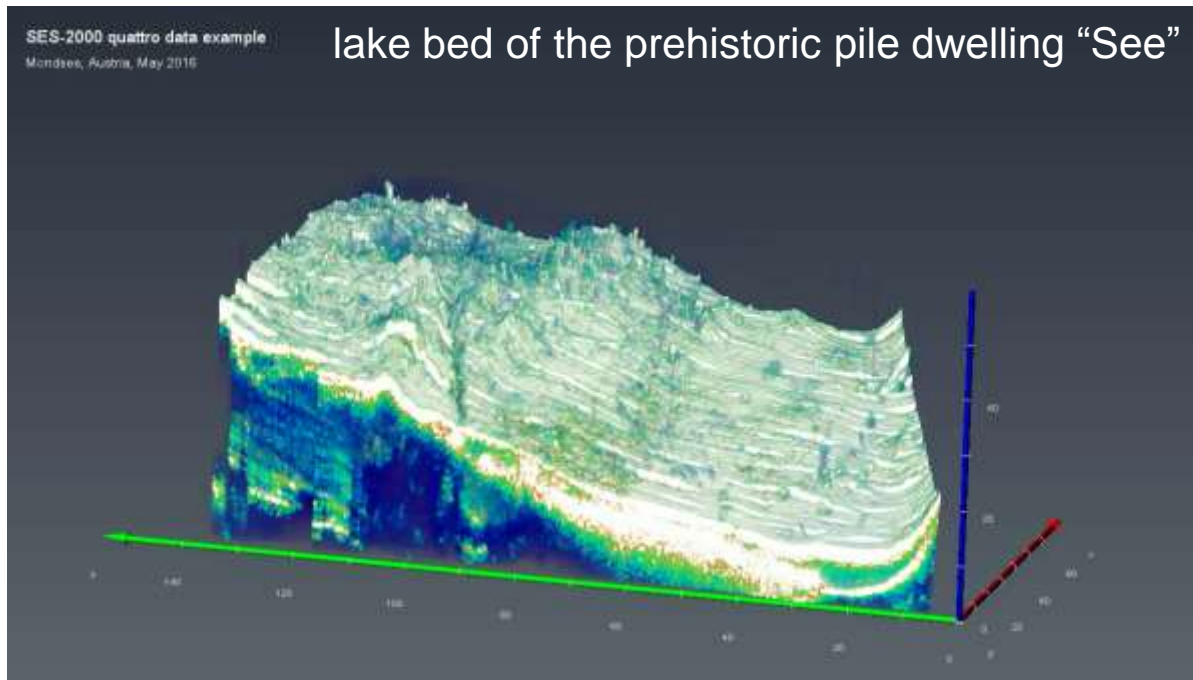 SES-2000 quattro data example
Mondsee, Austria, May 2016
lake bed of the prehistoric pile dwelling “See”
140
120
100
80
60
40
20
0